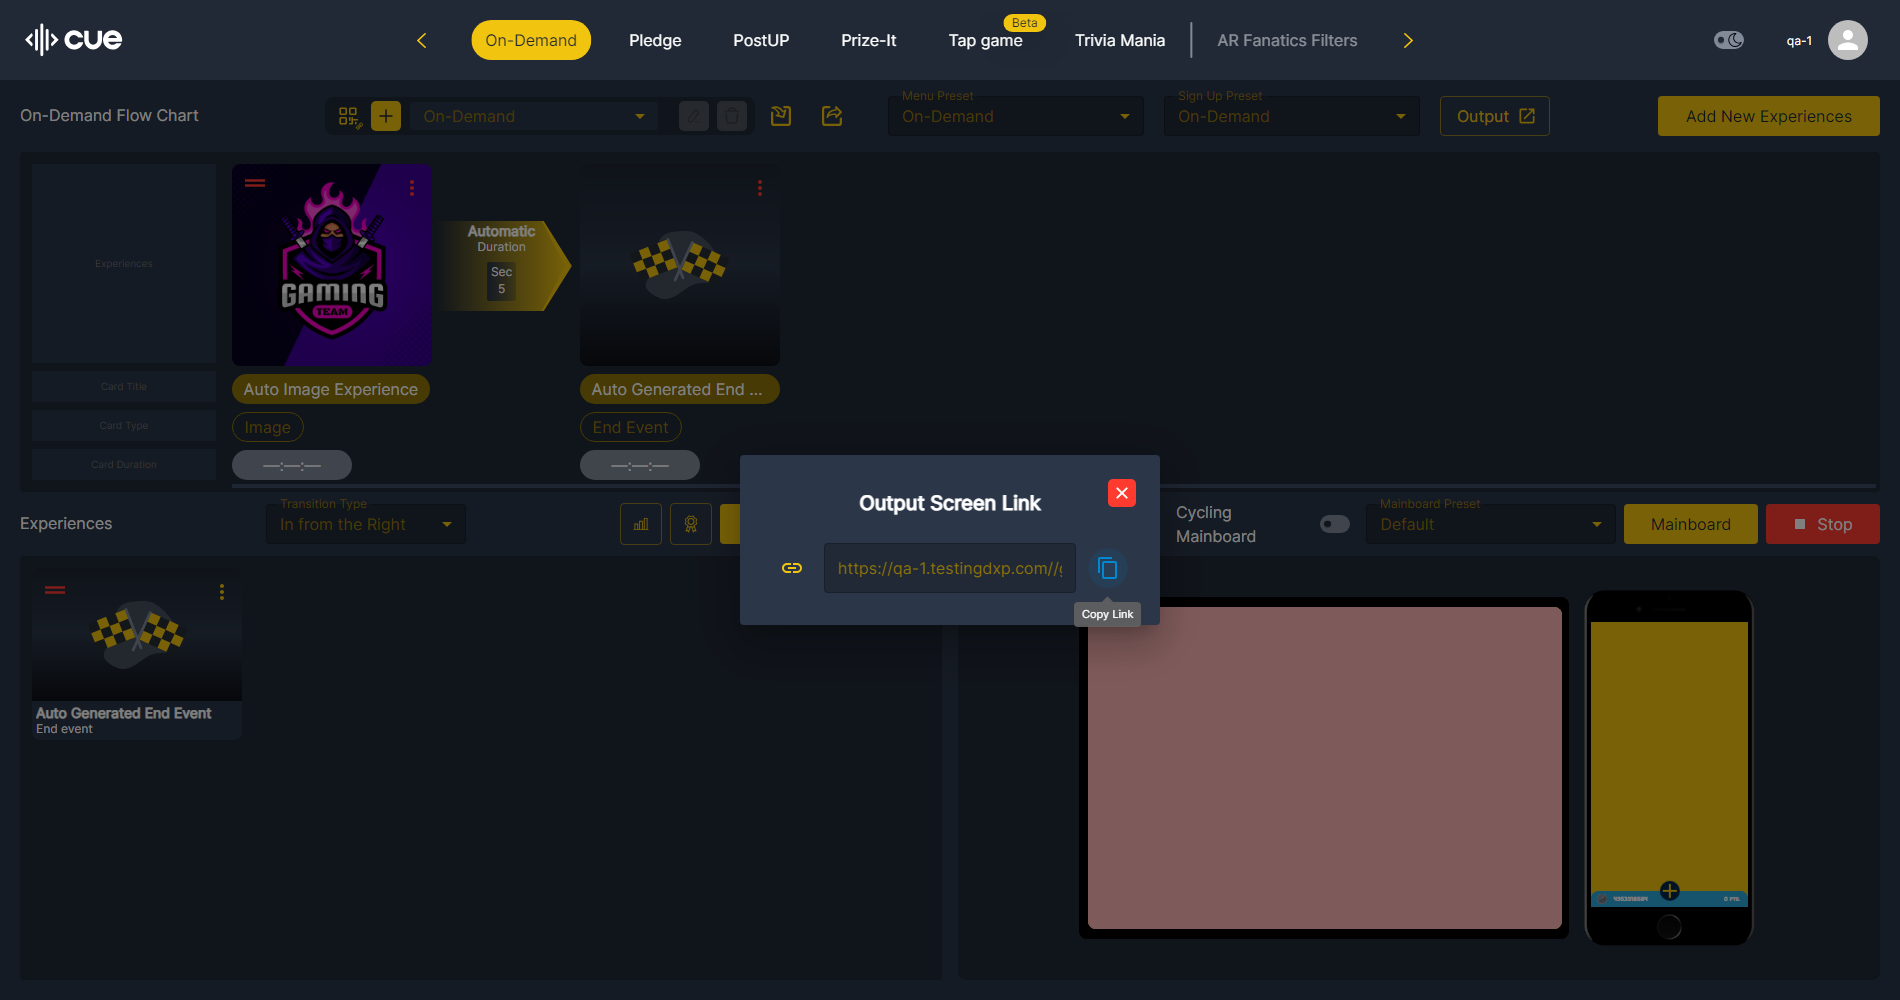 cue
On-Demand
Pledge
PostUP
Prize-It
Beta
Tap game
Trivia Mania
AR Fanatics Filters
qa-1
On-Demand Flow Chart
On-Demand
Menu Preset
On-Demand
Sign Up Preset
On-Demand
Output
Add New Experiences
Experiences
Card Title
Card Type
Card Duration
GAMING
TEAM
Automatic
Duration
Sec
5
Auto Image Experience
Image
—:—:—
Auto Generated End ...
End Event
—:—:—
Output Screen Link
https://qa-1.testingdxp.com//g
Copy Link
Experiences
Transition Type
In from the Right
Cycling
Mainboard
Mainboard Preset
Default
Mainboard
Stop
Auto Generated End Event
End event
0 PTS